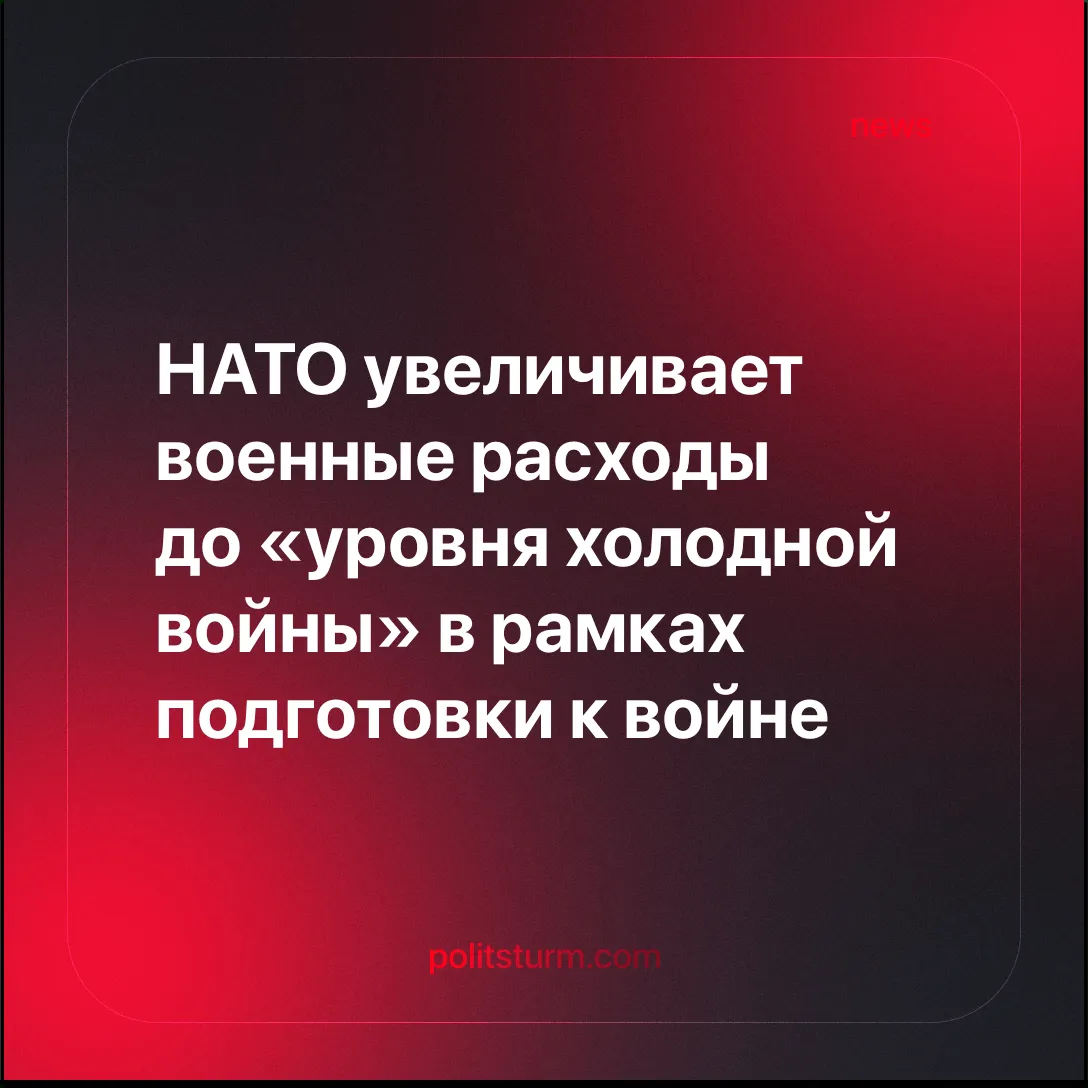 news
НАТО увеличивает
военные расходы
до «уровня холодной
войны» в рамках
подготовки к войне
politsturm.com